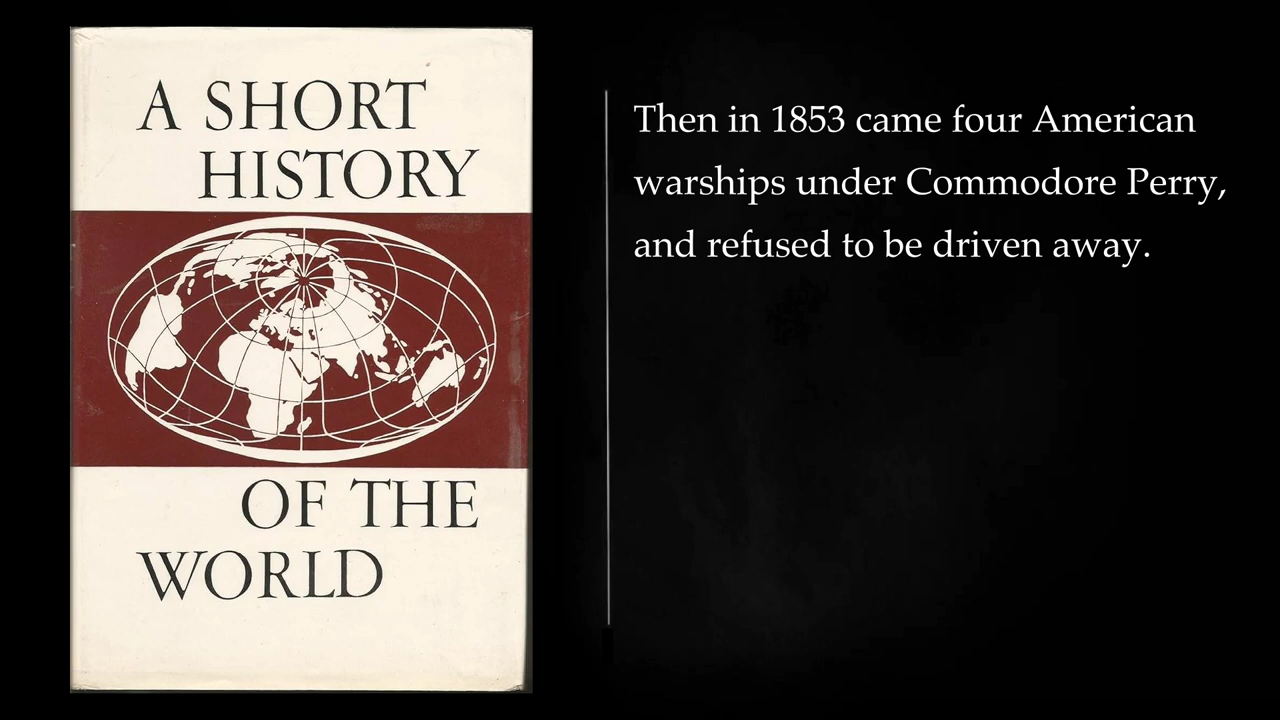 A SHORT
HISTORY
OF THE
WORLD
Then in 1853 came four American
warships under Commodore Perry,
and refused to be driven away.